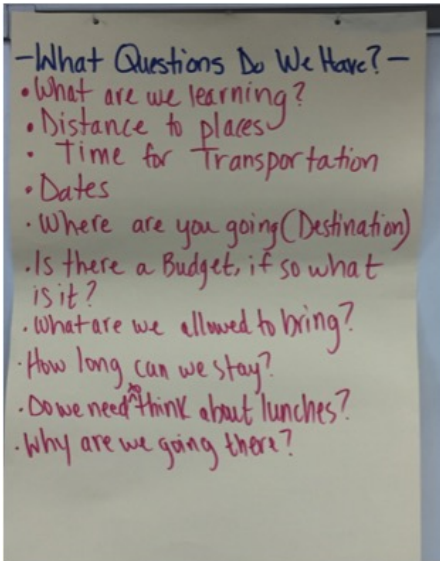 -What Questions Do We Have?-
• What are we learning?
• Distance to places
• Time for Transportation
• Dates
• Where are you going (Destination)
• Is there a Budget, if so what
is it?
• What are we allowed to bring?
• How long can we stay?
• Do we need to think about lunches?
• Why are we going there?